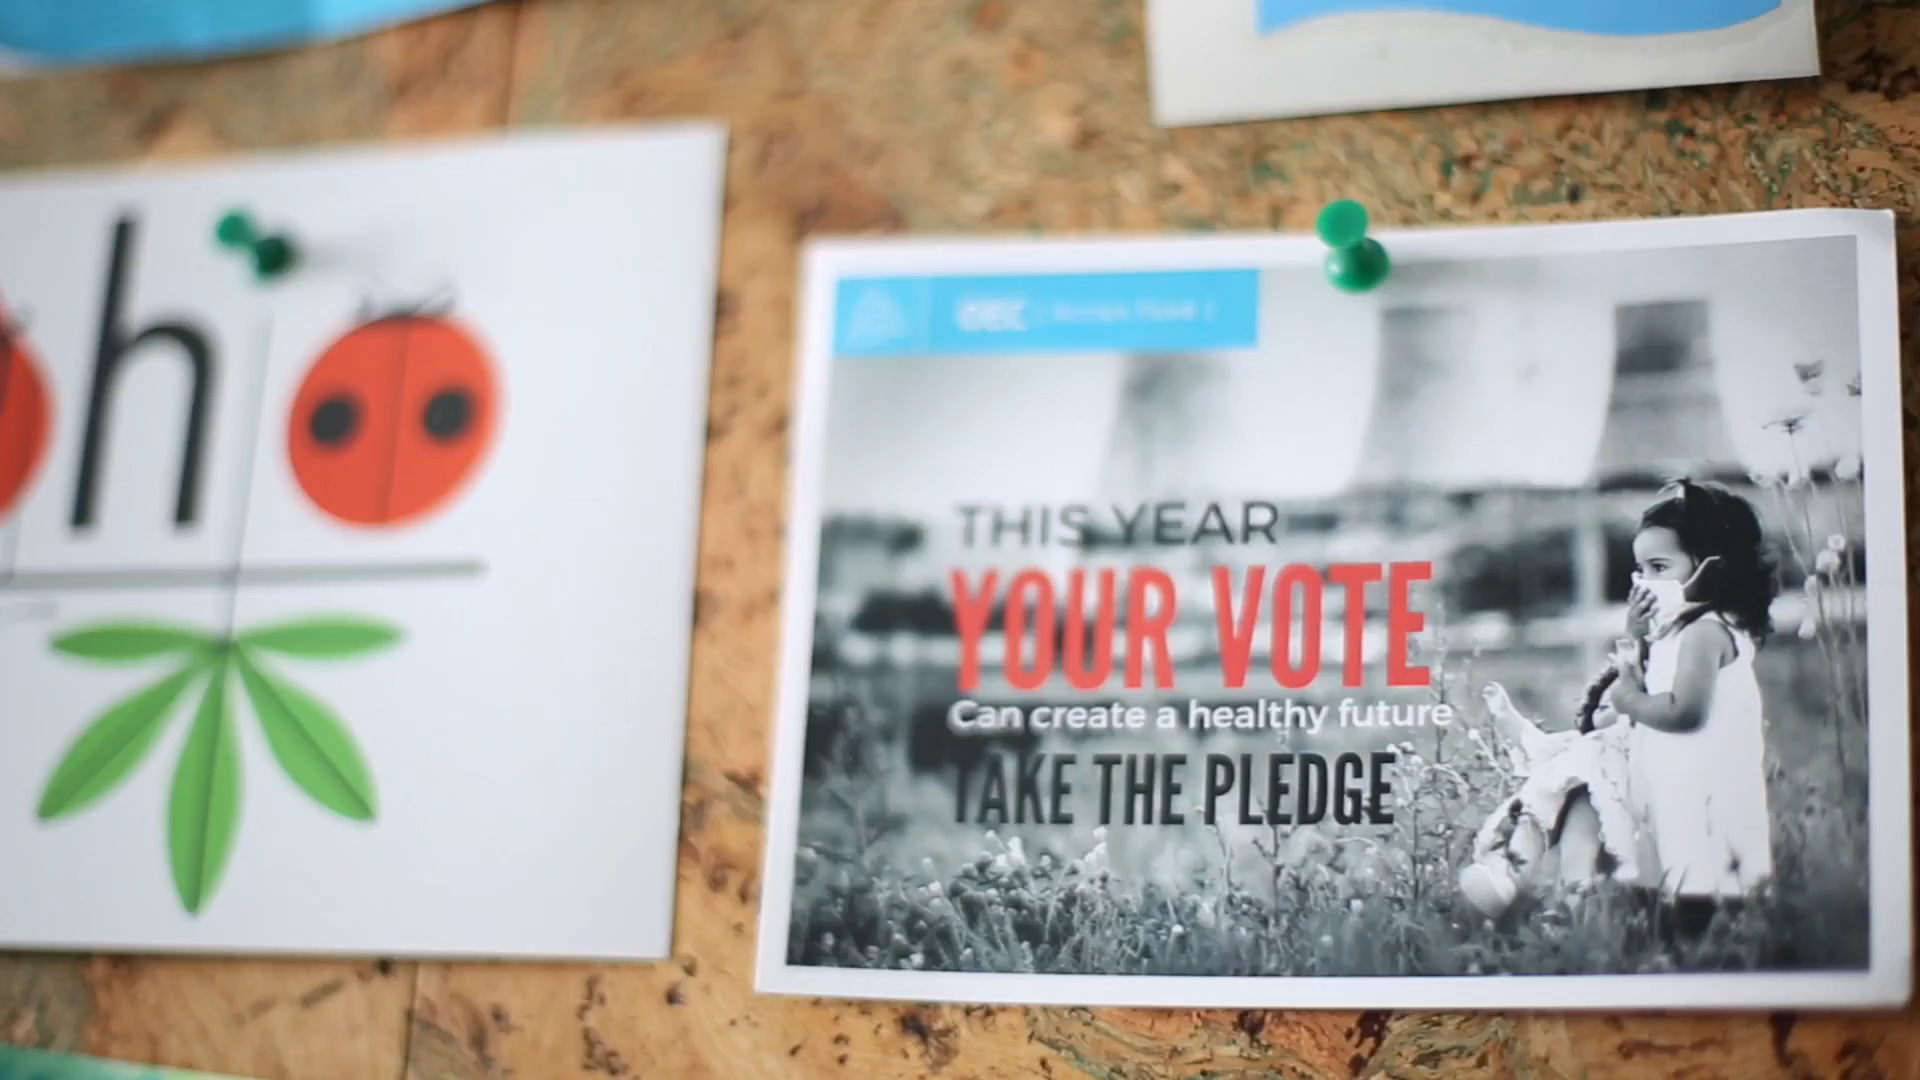 h
THIS YEAR
YOUR VOTE
Can create a healthy future
TAKE THE PLEDGE